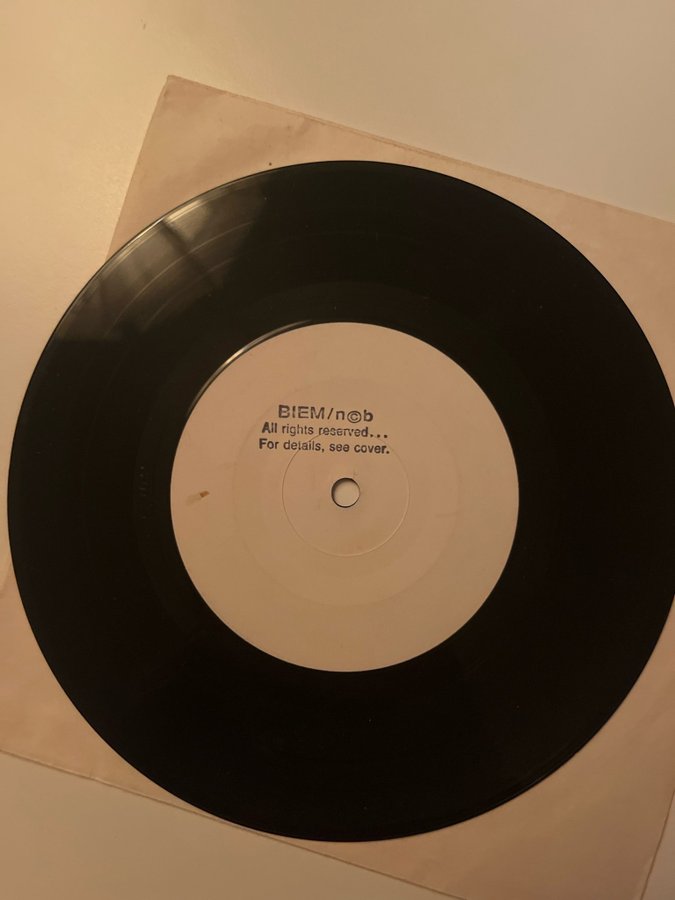 BIEM/n©b
All rights reserved...
For details, see cover.